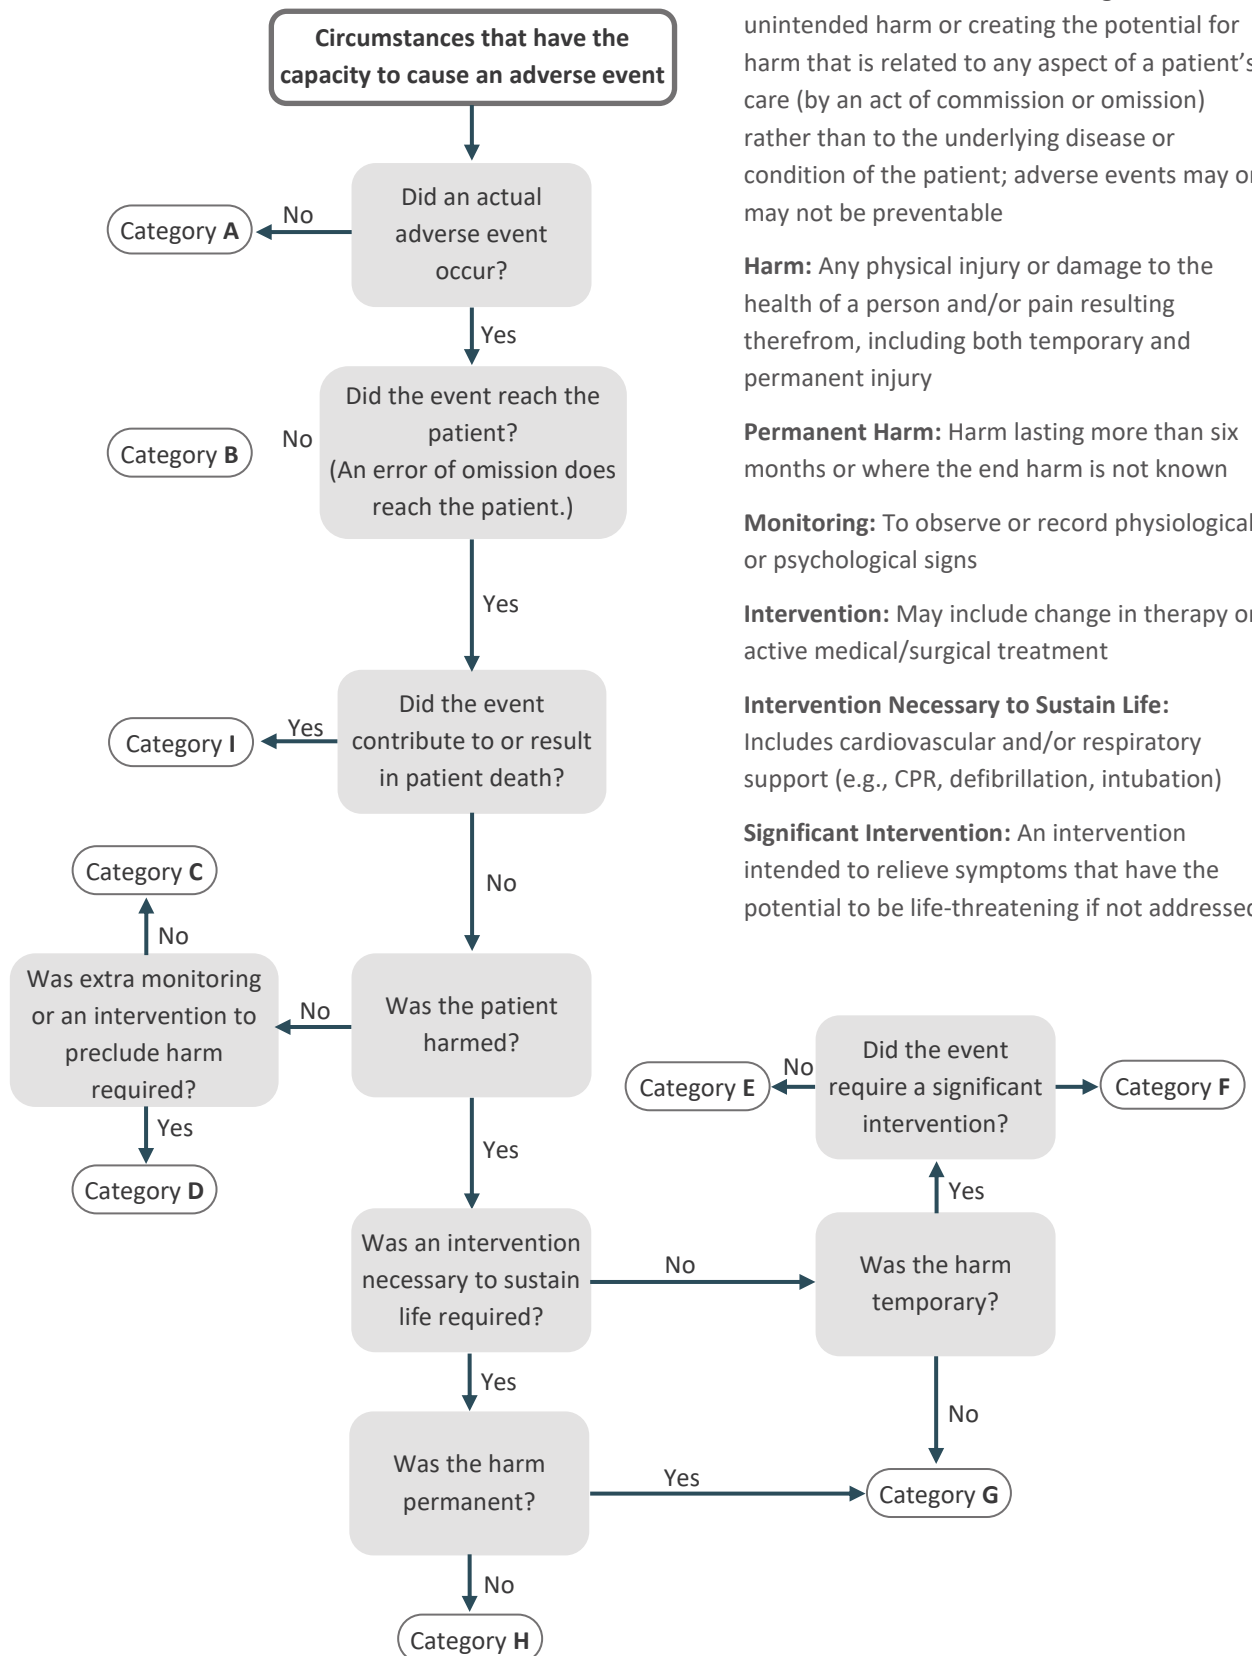 Circumstances that have the
capacity to cause an adverse event
Did an actual
adverse event
occur?
No
Category A
Yes
Did the event reach the
patient?
(An error of omission does
reach the patient.)
No
Category B
Yes
Did the event
contribute to or result
in patient death?
Yes
Category I
No
Was the patient
harmed?
No
Was extra monitoring
or an intervention to
preclude harm
required?
No
Category C
Yes
Category D
Yes
Was an intervention
necessary to sustain
life required?
No
Was the harm
temporary?
Yes
Did the event
require a significant
intervention?
No
Category E
Category F
No
Category G
Yes
Was the harm
permanent?
Yes
No
Category H
unintended harm or creating the potential for
harm that is related to any aspect of a patient’s
care (by an act of commission or omission)
rather than to the underlying disease or
condition of the patient; adverse events may or
may not be preventable
Harm: Any physical injury or damage to the
health of a person and/or pain resulting
therefrom, including both temporary and
permanent injury
Permanent Harm: Harm lasting more than six
months or where the end harm is not known
Monitoring: To observe or record physiological
or psychological signs
Intervention: May include change in therapy or
active medical/surgical treatment
Intervention Necessary to Sustain Life:
Includes cardiovascular and/or respiratory
support (e.g., CPR, defibrillation, intubation)
Significant Intervention: An intervention
intended to relieve symptoms that have the
potential to be life-threatening if not addressed